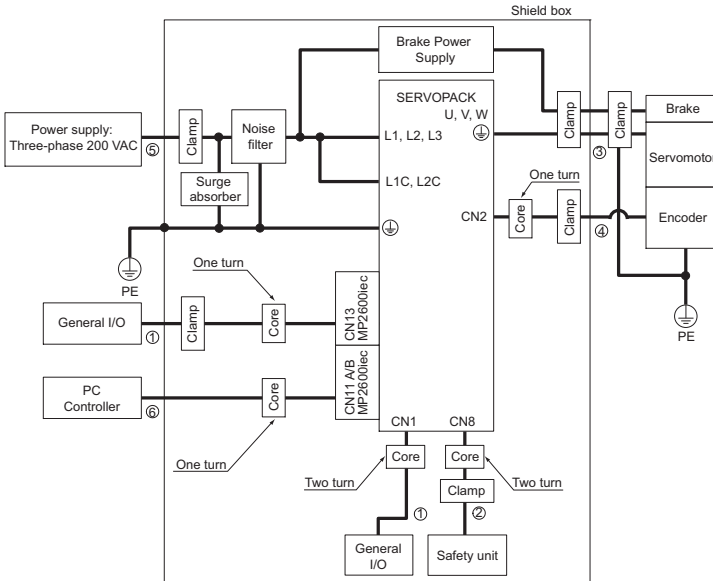 Shield box
Brake Power
Supply
SERVOPACK
U, V, W
Brake
Clamp
Clamp
Clamp
Power supply:
Three-phase 200 VAC
⑤
Noise
filter
L1, L2, L3
③
Servomotor
Surge
absorber
L1C, L2C
One turn
CN2
Core
Clamp
④
Encoder
PE
One turn
General I/O
①
Clamp
Core
CN13
MP2600iec
PE
PC
Controller
⑥
Core
CN11 A/B
MP2600iec
One turn
CN1
CN8
Two turn
Core
Core
Two turn
Clamp
①
②
General
I/O
Safety unit